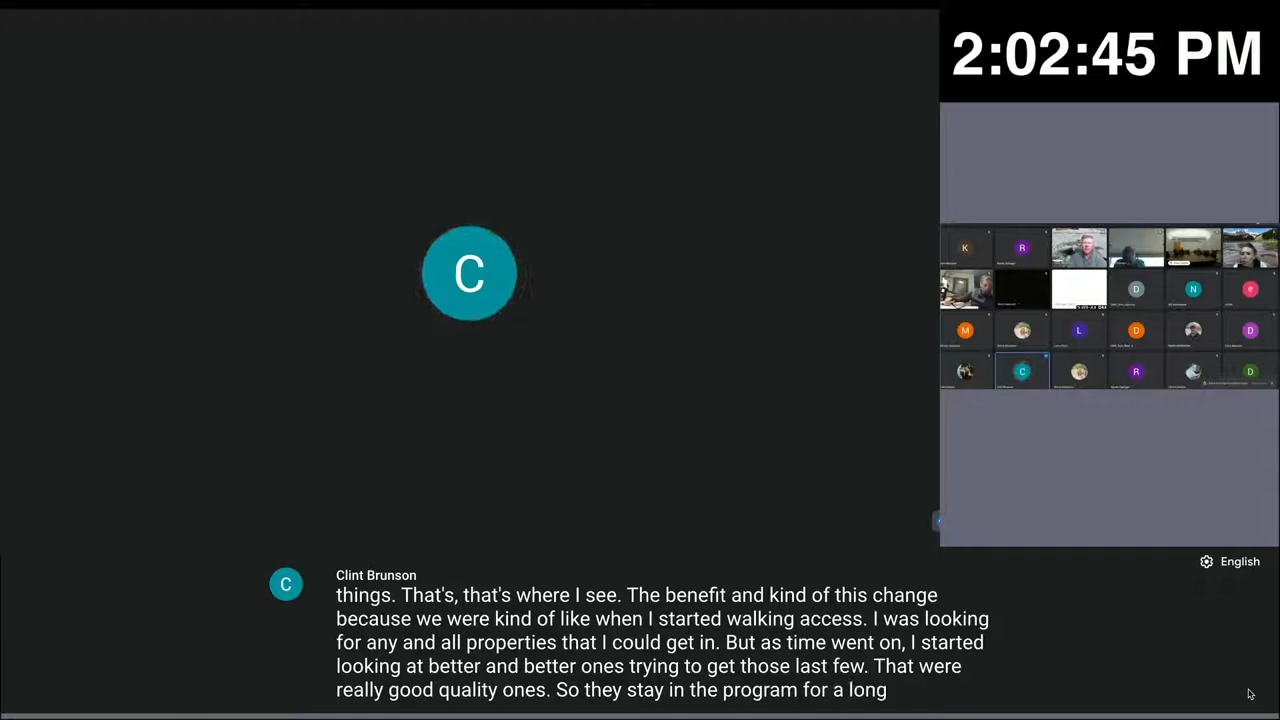 2:02:45 PM
C
K
R
D
N
e
M
L
D
D
C
R
D
English
C
Clint Brunson
things. That's, that's where I see. The benefit and kind of this change
because we were kind of like when I started walking access. I was looking
for any and all properties that I could get in. But as time went on, I started
looking at better and better ones trying to get those last few. That were
really good quality ones. So they stay in the program for a long